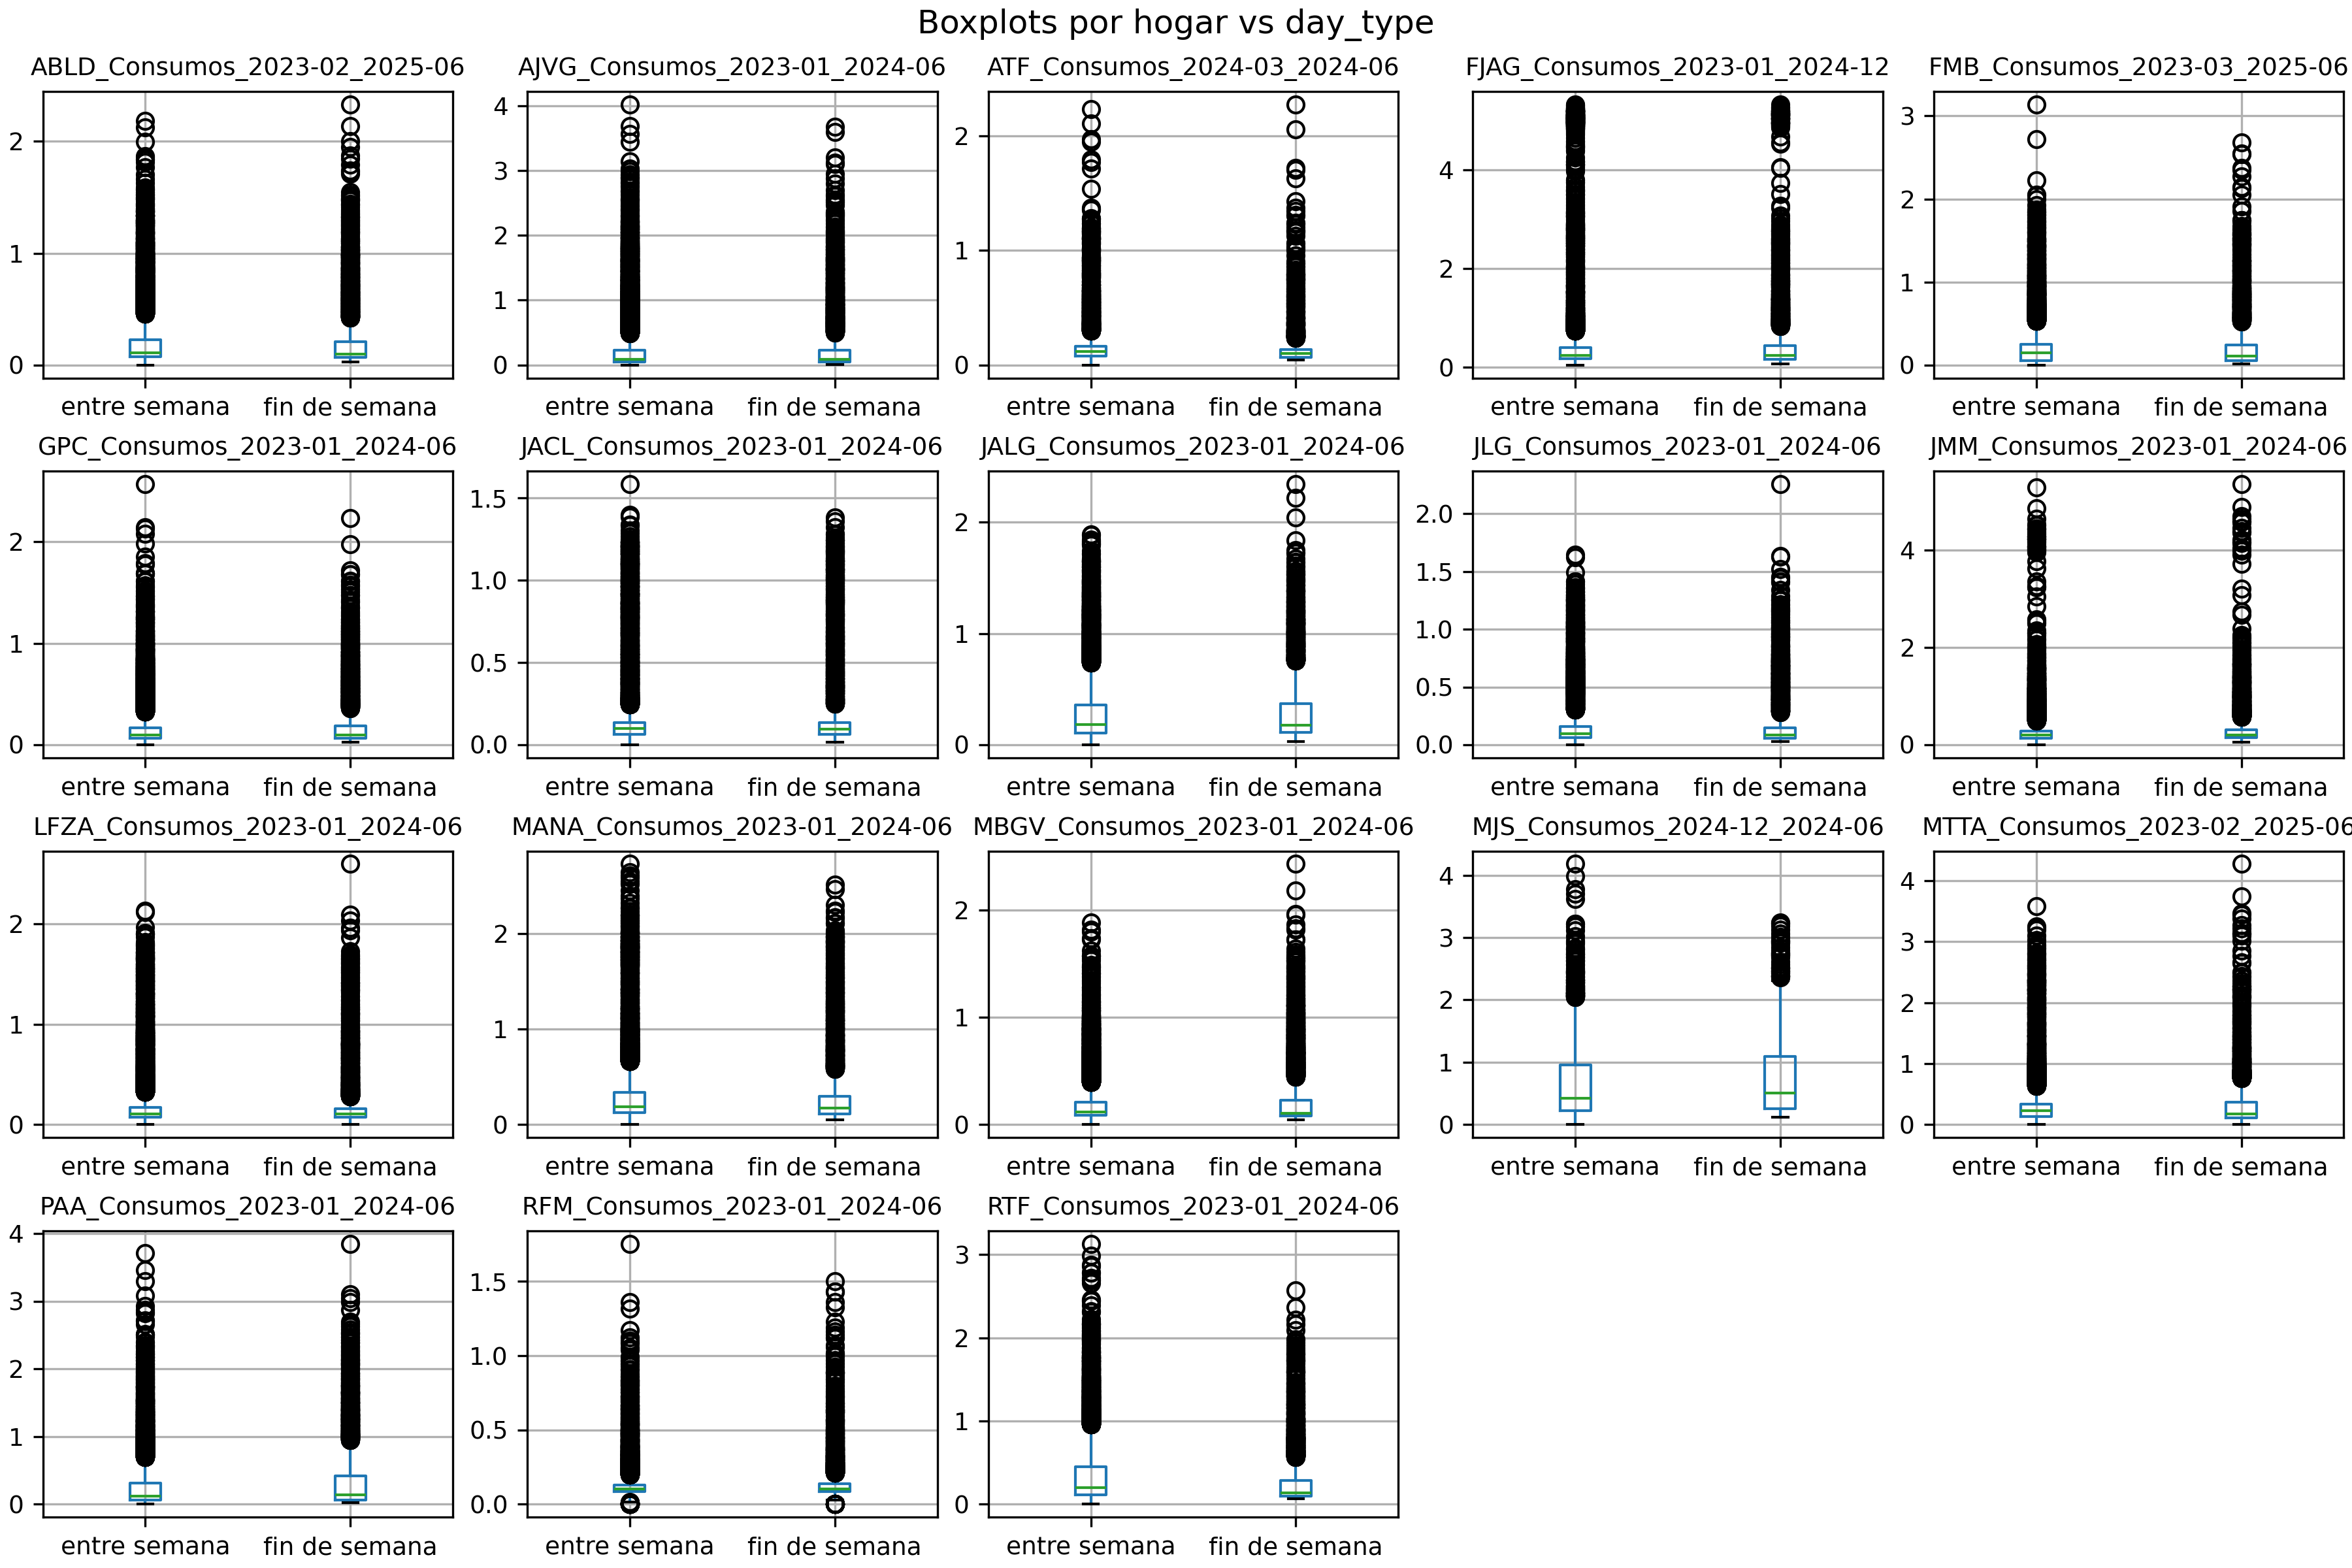 Boxplots por hogar vs day_type
ABLD_Consumos_2023-02_2025-06
2
1
0
entre semana
fin de semana
AJVG_Consumos_2023-01_2024-06
4
3
2
1
0
entre semana
fin de semana
ATF_Consumos_2024-03_2024-06
2
1
0
entre semana
fin de semana
FJAG_Consumos_2023-01_2024-12
4
2
0
entre semana
fin de semana
FMB_Consumos_2023-03_2025-06
3
2
1
0
entre semana
fin de semana
GPC_Consumos_2023-01_2024-06
2
1
0
entre semana
fin de semana
JACL_Consumos_2023-01_2024-06
1.5
1.0
0.5
0.0
entre semana
fin de semana
JALG_Consumos_2023-01_2024-06
2
1
0
entre semana
fin de semana
JLG_Consumos_2023-01_2024-06
2.0
1.5
1.0
0.5
0.0
entre semana
fin de semana
JMM_Consumos_2023-01_2024-06
4
2
0
entre semana
fin de semana
LFZA_Consumos_2023-01_2024-06
2
1
0
entre semana
fin de semana
MANA_Consumos_2023-01_2024-06
2
1
0
entre semana
fin de semana
MBGV_Consumos_2023-01_2024-06
2
1
0
entre semana
fin de semana
MJS_Consumos_2024-12_2024-06
4
3
2
1
0
entre semana
fin de semana
MTTA_Consumos_2023-02_2025-06
4
3
2
1
0
entre semana
fin de semana
PAA_Consumos_2023-01_2024-06
4
3
2
1
0
entre semana
fin de semana
RFM_Consumos_2023-01_2024-06
1.5
1.0
0.5
0.0
entre semana
fin de semana
RTF_Consumos_2023-01_2024-06
3
2
1
0
entre semana
fin de semana